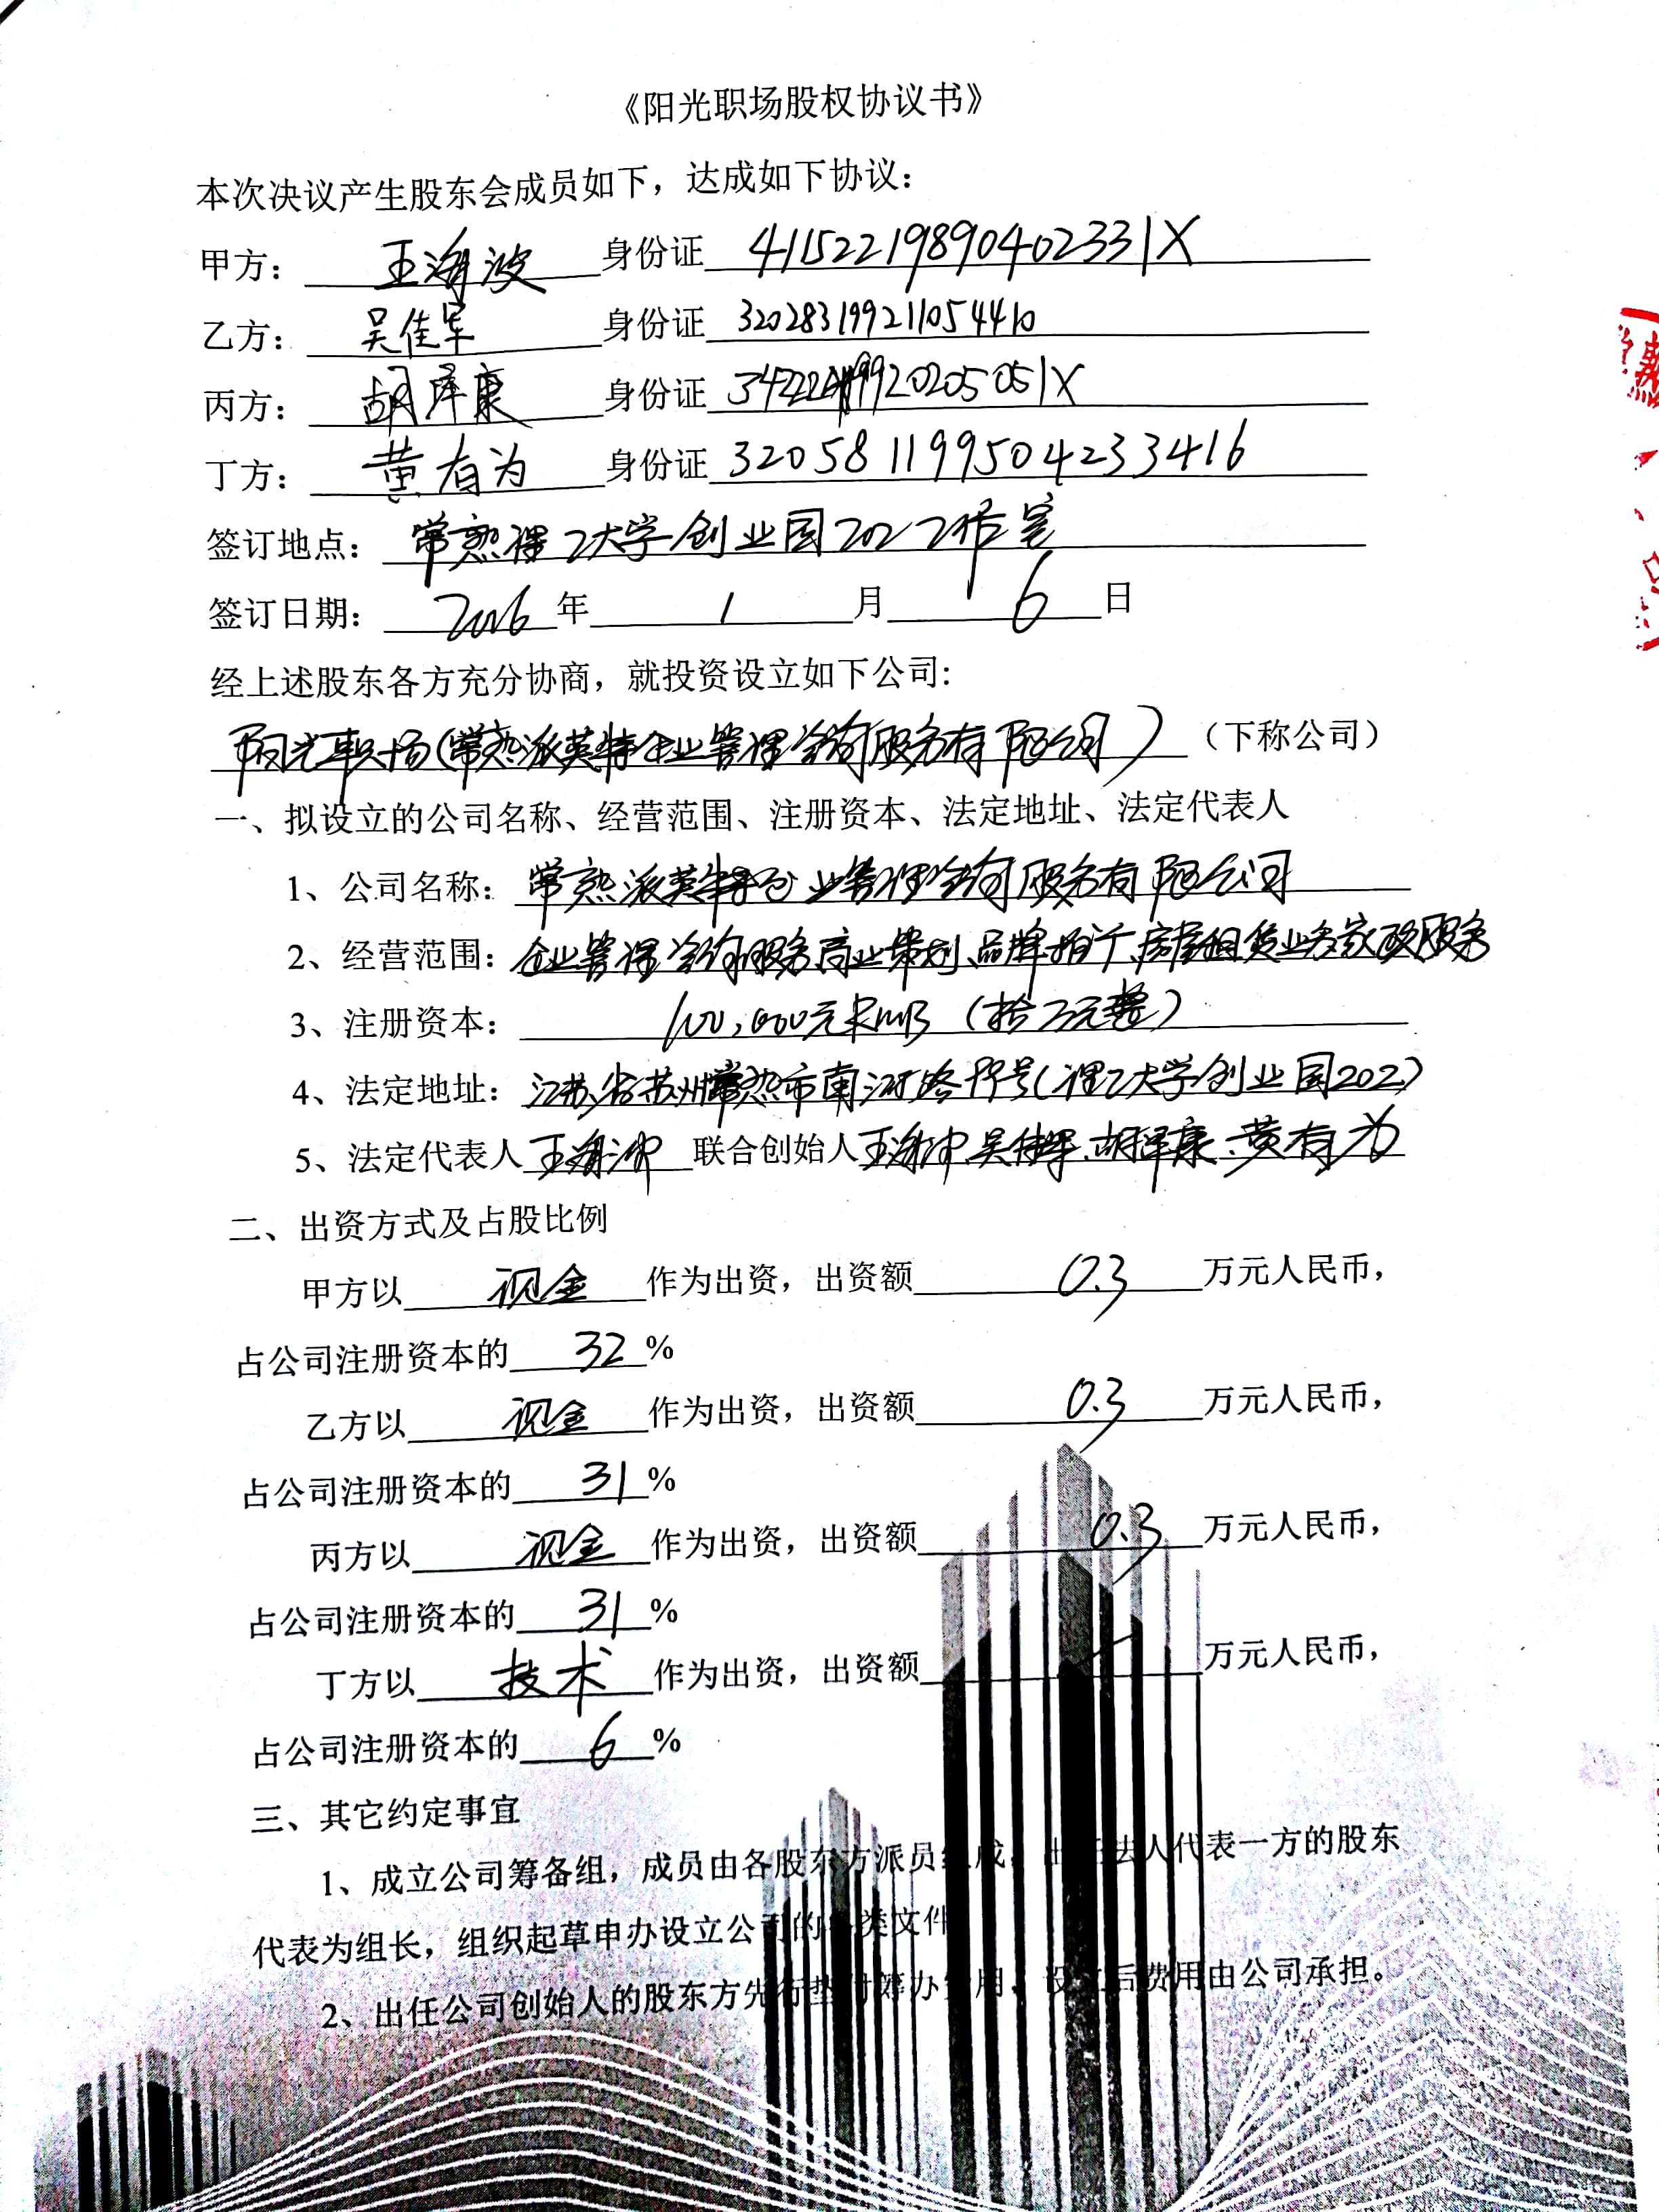 《阳光职场股权协议书》
本次决议产生股东会成员如下，达成如下协议：
甲方： 王海波 身份证 41152219890402331X
乙方： 吴佳军 身份证 320283199211054410
丙方： 胡泽康 身份证
丁方： 黄有为 身份证 320581199504233416
签订地点： 常熟理工大学创业园202工作室
签订日期： 2016 年 1 月 6 日
经上述股东各方充分协商，就投资设立如下公司:
阳光职场(常熟派英特企业管理咨询服务有限公司) （下称公司）
一、拟设立的公司名称、经营范围、注册资本、法定地址、法定代表人
1、公司名称： 常熟派英特企业管理咨询服务有限公司
2、经营范围： 企业管理咨询服务,商业策划、品牌推广、房屋租赁业务,家政服务
3、注册资本： 100,000元RMB（拾万元整）
4、法定地址： 江苏省苏州常熟市南三环路99号(理工大学创业园202)
5、法定代表人 王海波 联合创始人 王海波、吴佳军、胡泽康、黄有为
二、出资方式及占股比例
甲方以 现金 作为出资，出资额 0.3 万元人民币，
占公司注册资本的 32 %
乙方以 现金 作为出资，出资额 0.3 万元人民币，
占公司注册资本的 31 %
丙方以 现金 作为出资，出资额 0.3 万元人民币，
占公司注册资本的 31 %
丁方以 技术 作为出资，出资额 / 万元人民币，
占公司注册资本的 6 %
三、其它约定事宜
1、成立公司筹备组，成员由各股东方派员组成，出任法人代表一方的股东
代表为组长，组织起草申办设立公司的各类文件
2、出任公司创始人的股东方先行垫付筹办费用，设立后费用由公司承担。